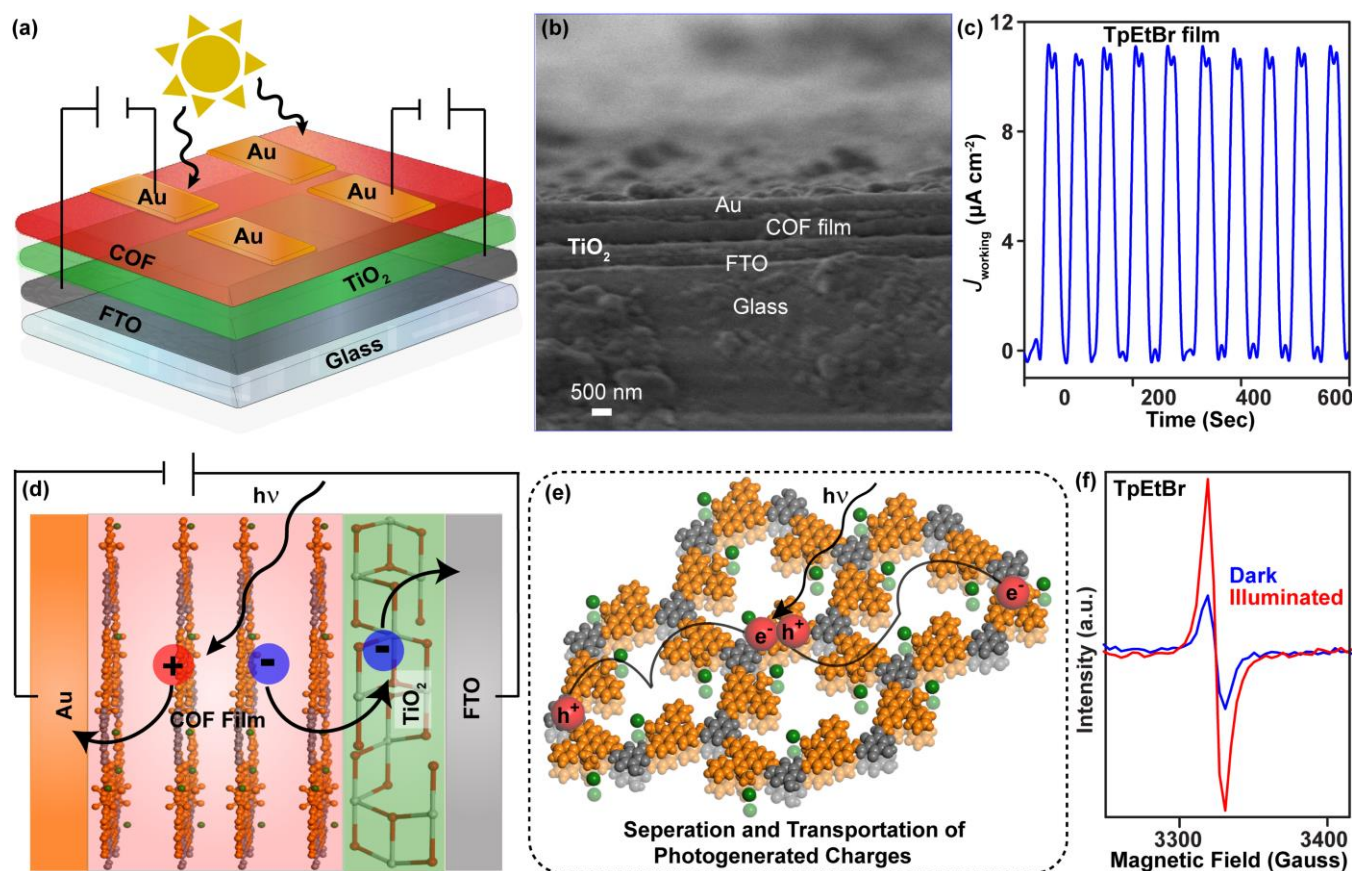 (a)
Au
Au
Au
Au
COF
TiO₂
FTO
Glass
(b)
Au
COF film
TiO₂
FTO
Glass
500 nm
(c)
TpEtBr film
12
8
4
0
J working (µA cm⁻²)
0 200 400 600
Time (Sec)
(d)
hν
+
-
-
Au
COF Film
TiO₂
FTO
(e)
hν
e⁻
e⁻ h⁺
h⁺
Seperation and Transportation of
Photogenerated Charges
(f)
TpEtBr
Dark
Illuminated
Intensity (a.u.)
3300 3400
Magnetic Field (Gauss)